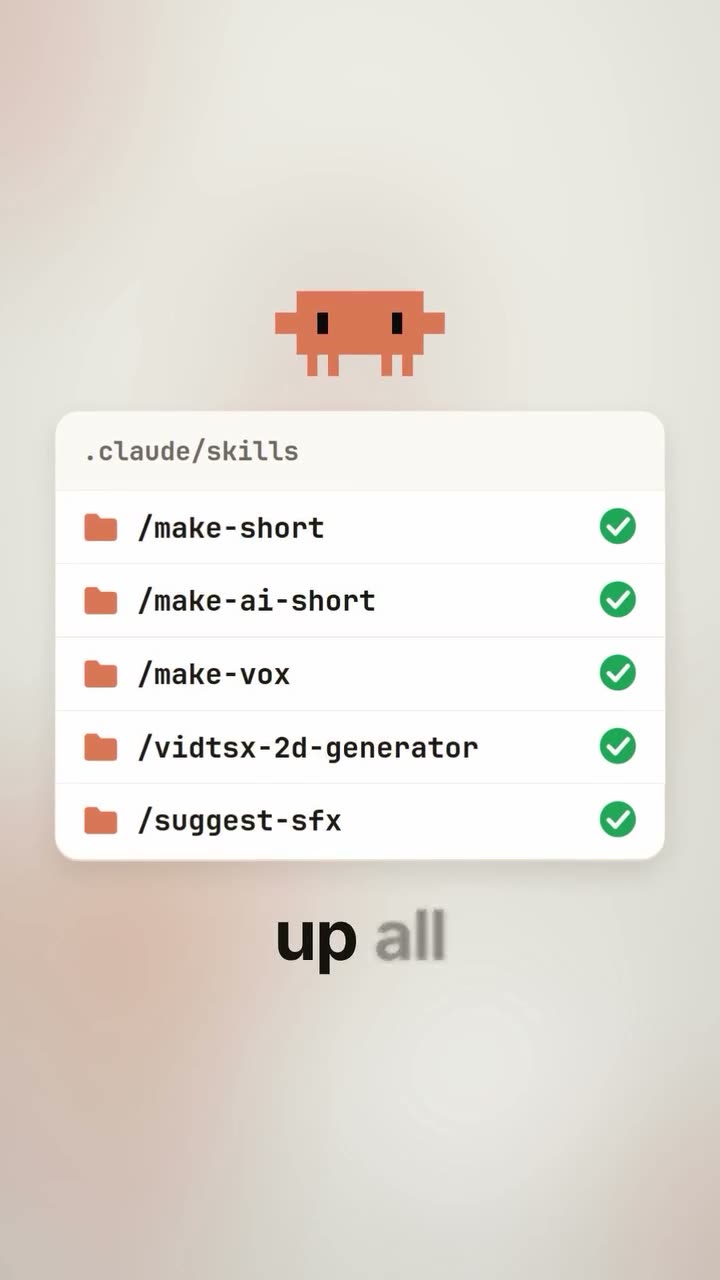 .claude/skills
/make-short
/make-ai-short
/make-vox
/vidtsx-2d-generator
/suggest-sfx
up all